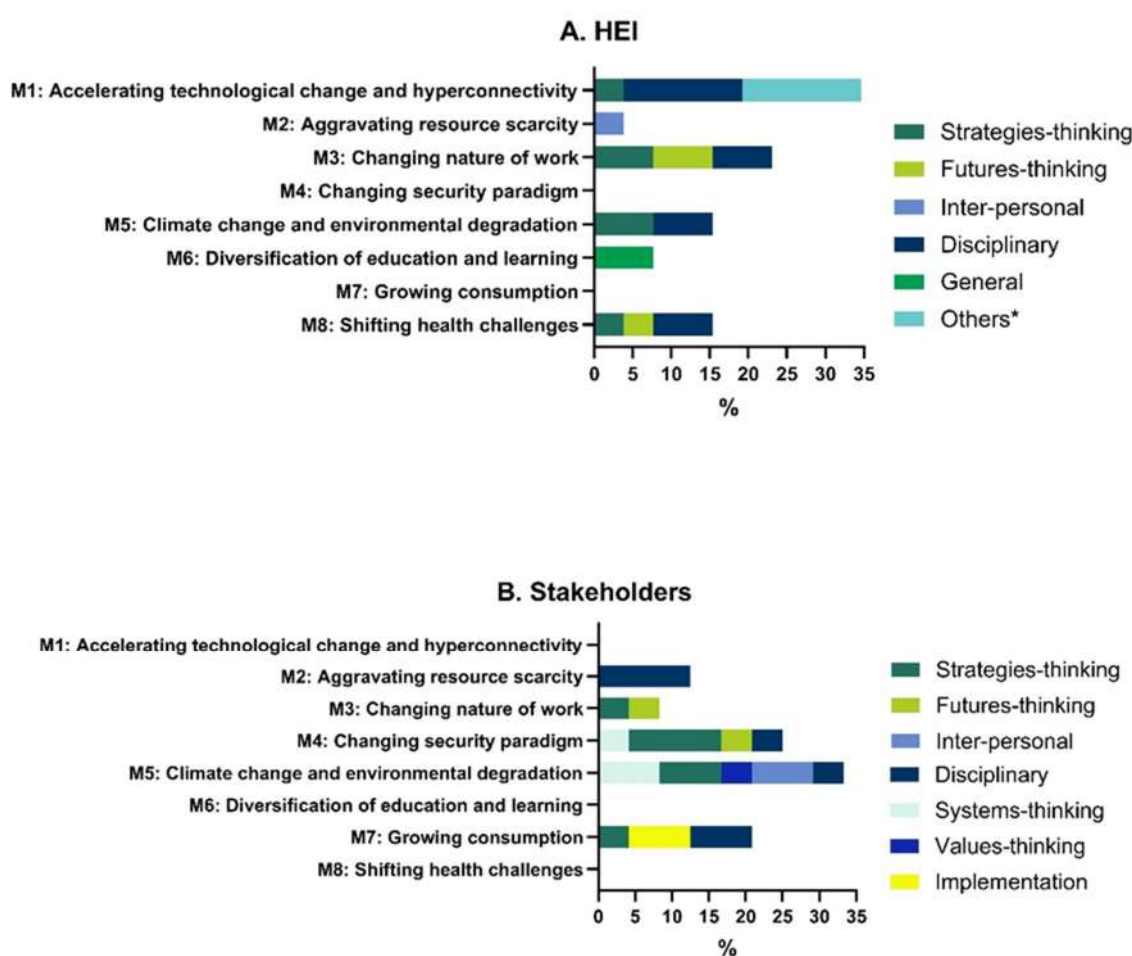 A. HEI
M1: Accelerating technological change and hyperconnectivity
M2: Aggravating resource scarcity
M3: Changing nature of work
M4: Changing security paradigm
M5: Climate change and environmental degradation
M6: Diversification of education and learning
M7: Growing consumption
M8: Shifting health challenges
0 5 10 15 20 25 30 35
%
Strategies-thinking
Futures-thinking
Inter-personal
Disciplinary
General
Others*
B. Stakeholders
M1: Accelerating technological change and hyperconnectivity
M2: Aggravating resource scarcity
M3: Changing nature of work
M4: Changing security paradigm
M5: Climate change and environmental degradation
M6: Diversification of education and learning
M7: Growing consumption
M8: Shifting health challenges
0 5 10 15 20 25 30 35
%
Strategies-thinking
Futures-thinking
Inter-personal
Disciplinary
Systems-thinking
Values-thinking
Implementation